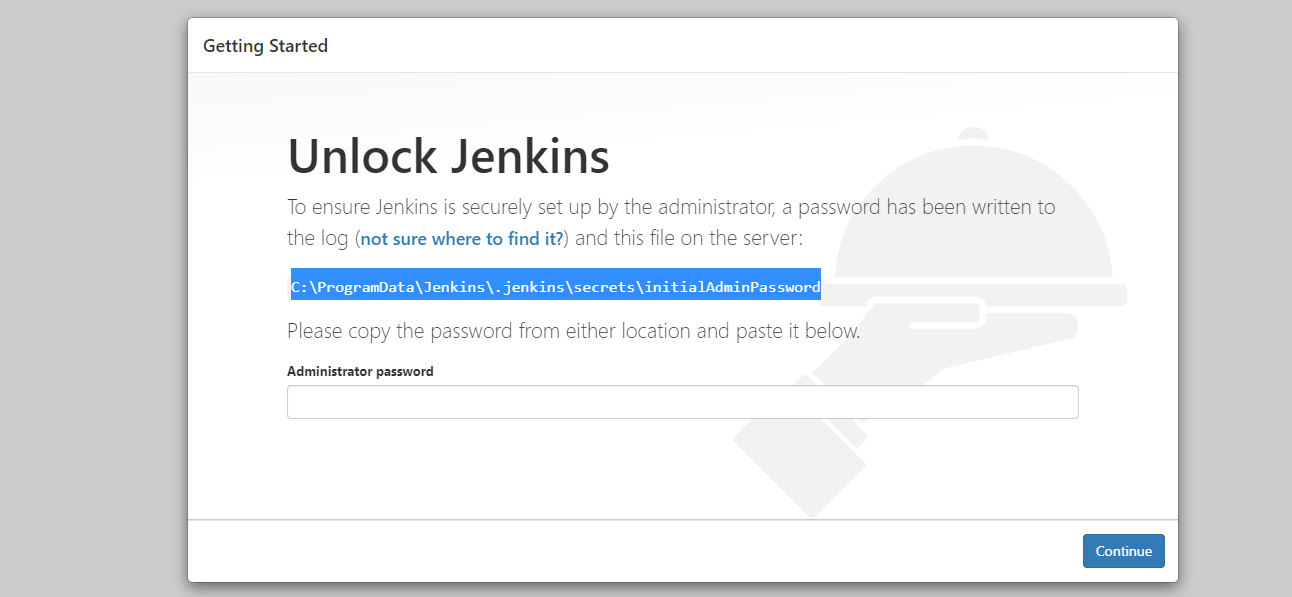 Getting Started
Unlock Jenkins
To ensure Jenkins is securely set up by the administrator, a password has been written to
the log (not sure where to find it?) and this file on the server:
C:\ProgramData\Jenkins\.jenkins\secrets\initialAdminPassword
Please copy the password from either location and paste it below.
Administrator password
Continue